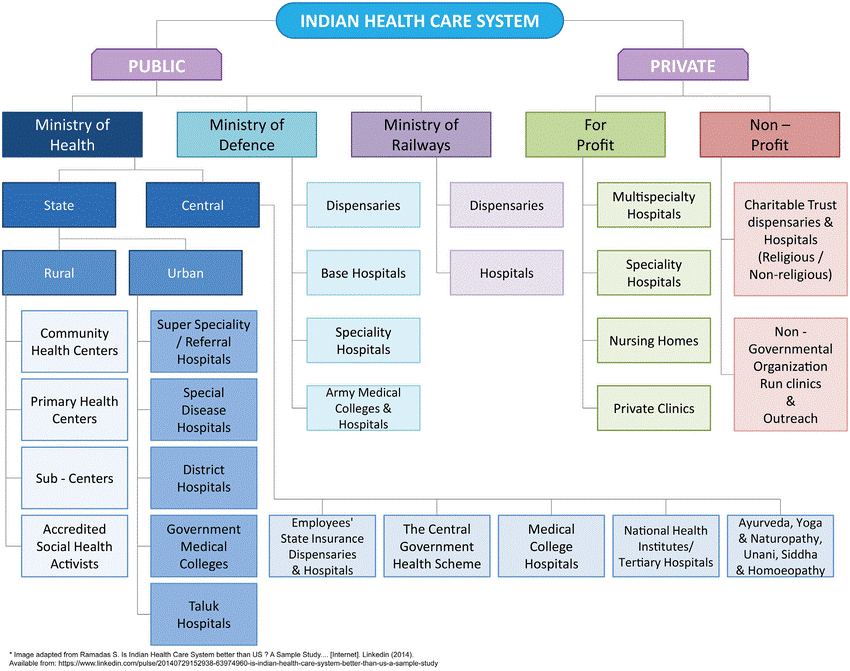 INDIAN HEALTH CARE SYSTEM
PUBLIC
PRIVATE
Ministry of
Health
Ministry of
Defence
Ministry of
Railways
For
Profit
Non –
Profit
State
Central
Rural
Urban
Community
Health Centers
Primary Health
Centers
Sub - Centers
Accredited
Social Health
Activists
Super Speciality
/ Referral
Hospitals
Special
Disease
Hospitals
District
Hospitals
Government
Medical
Colleges
Taluk
Hospitals
Dispensaries
Base Hospitals
Speciality
Hospitals
Army Medical
Colleges &
Hospitals
Dispensaries
Hospitals
Multispecialty
Hospitals
Speciality
Hospitals
Nursing Homes
Private Clinics
Charitable Trust
dispensaries &
Hospitals
(Religious /
Non-religious)
Non -
Governmental
Organization
Run clinics
&
Outreach
Employees'
State Insurance
Dispensaries
& Hospitals
The Central
Government
Health Scheme
Medical
College
Hospitals
National Health
Institutes/
Tertiary Hospitals
Ayurveda, Yoga
& Naturopathy,
Unani, Siddha
& Homoeopathy
* Image adapted from Ramadas S. Is Indian Health Care System better than US ? A Sample Study.... [Internet]. Linkedin (2014).
Available from: https://www.linkedin.com/pulse/20140729152938-63974960-is-indian-health-care-system-better-than-us-a-sample-study